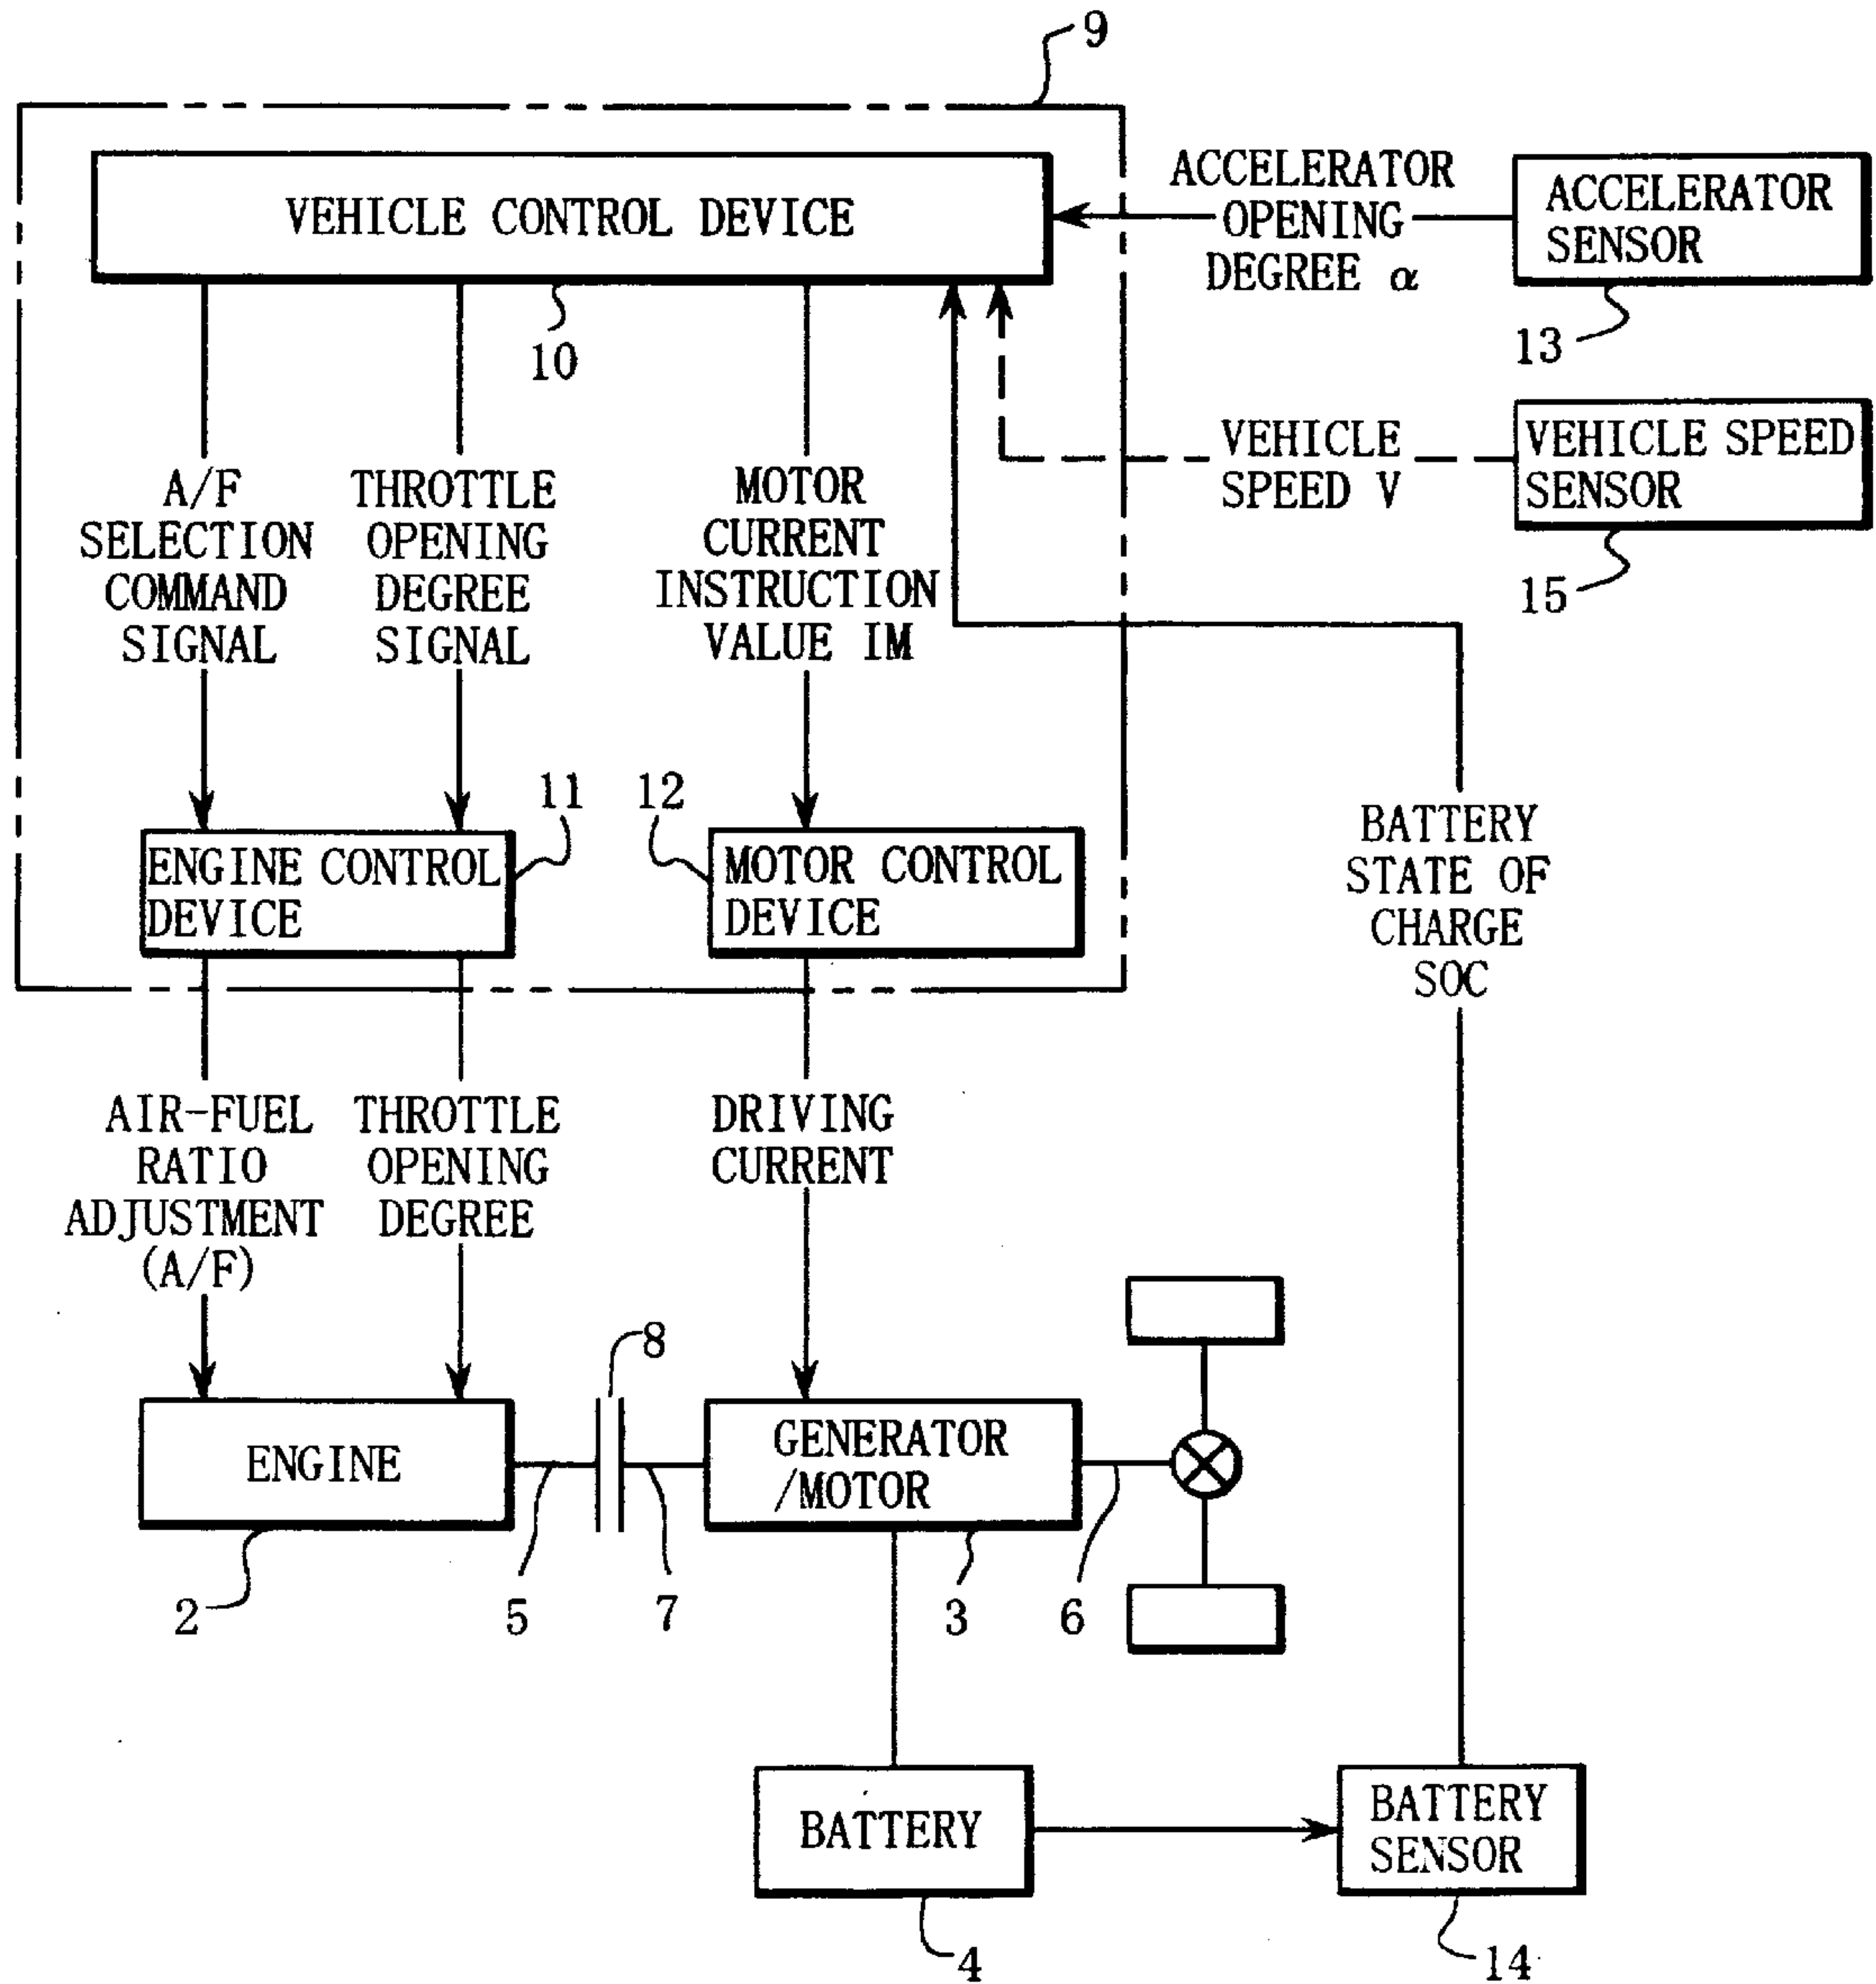 9
VEHICLE CONTROL DEVICE
10
ACCELERATOR
OPENING
DEGREE α
ACCELERATOR
SENSOR
13
VEHICLE
SPEED V
VEHICLE SPEED
SENSOR
15
A/F
SELECTION
COMMAND
SIGNAL
THROTTLE
OPENING
DEGREE
SIGNAL
MOTOR
CURRENT
INSTRUCTION
VALUE IM
BATTERY
STATE OF
CHARGE
SOC
ENGINE CONTROL
DEVICE
11
12
MOTOR CONTROL
DEVICE
AIR-FUEL
RATIO
ADJUSTMENT
(A/F)
THROTTLE
OPENING
DEGREE
DRIVING
CURRENT
8
ENGINE
GENERATOR
/MOTOR
2
5
7
3
6
BATTERY
4
BATTERY
SENSOR
14